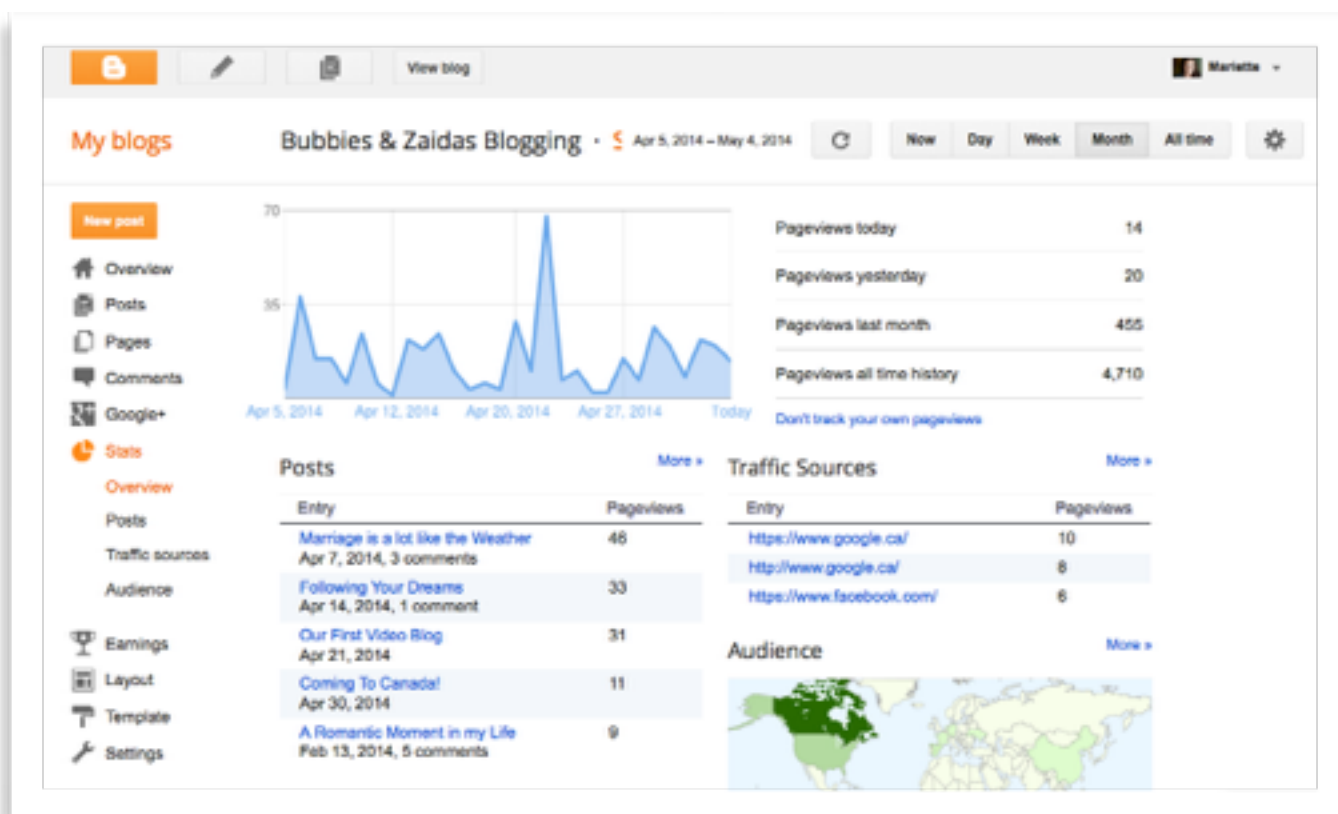 View blog
Mariette
My blogs
Bubbies & Zaidas Blogging · S Apr 5, 2014 – May 4, 2014
Now Day Week Month All time
New post
Overview
Posts
Pages
Comments
Google+
Stats
Overview
Posts
Traffic sources
Audience
Earnings
Layout
Template
Settings
70
35
Apr 5, 2014 Apr 12, 2014 Apr 20, 2014 Apr 27, 2014 Today
Pageviews today 14
Pageviews yesterday 20
Pageviews last month 455
Pageviews all time history 4,710
Don't track your own pageviews
Posts More »
Entry Pageviews
Marriage is a lot like the Weather 46
Apr 7, 2014, 3 comments
Following Your Dreams 33
Apr 14, 2014, 1 comment
Our First Video Blog 31
Apr 21, 2014
Coming To Canada! 11
Apr 30, 2014
A Romantic Moment in my Life 9
Feb 13, 2014, 5 comments
Traffic Sources More »
Entry Pageviews
https://www.google.ca/ 10
http://www.google.ca/ 8
https://www.facebook.com/ 6
Audience More »